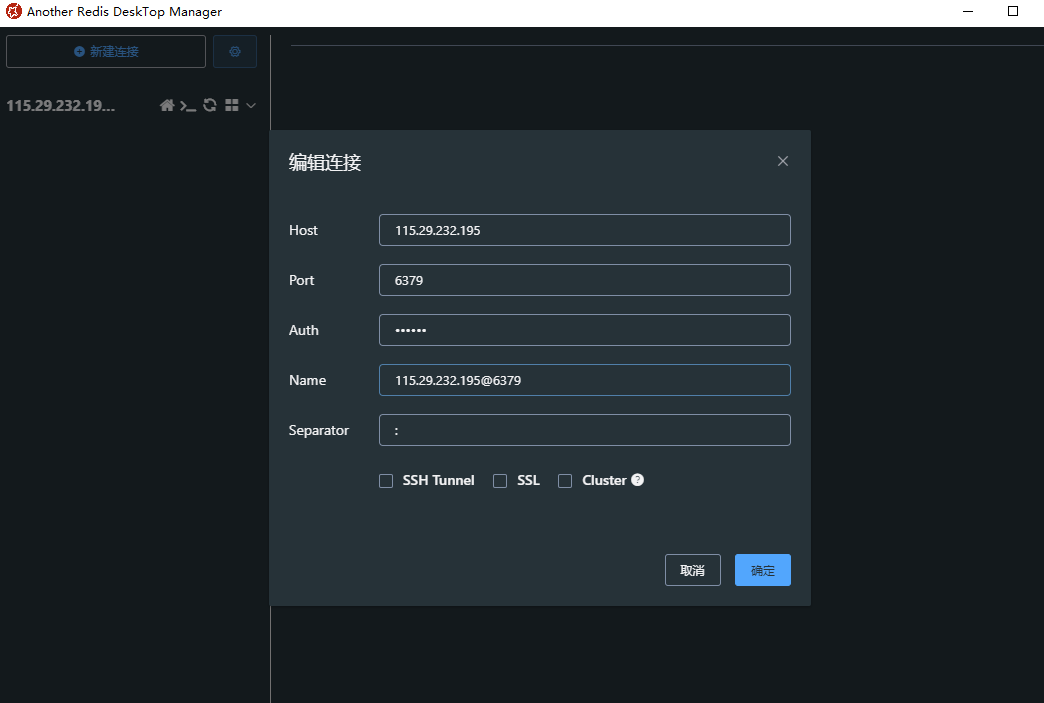 Another Redis DeskTop Manager
新建连接
115.29.232.19...
编辑连接
Host 115.29.232.195
Port 6379
Auth ••••••
Name 115.29.232.195@6379
Separator :
SSH Tunnel SSL Cluster ?
取消 确定